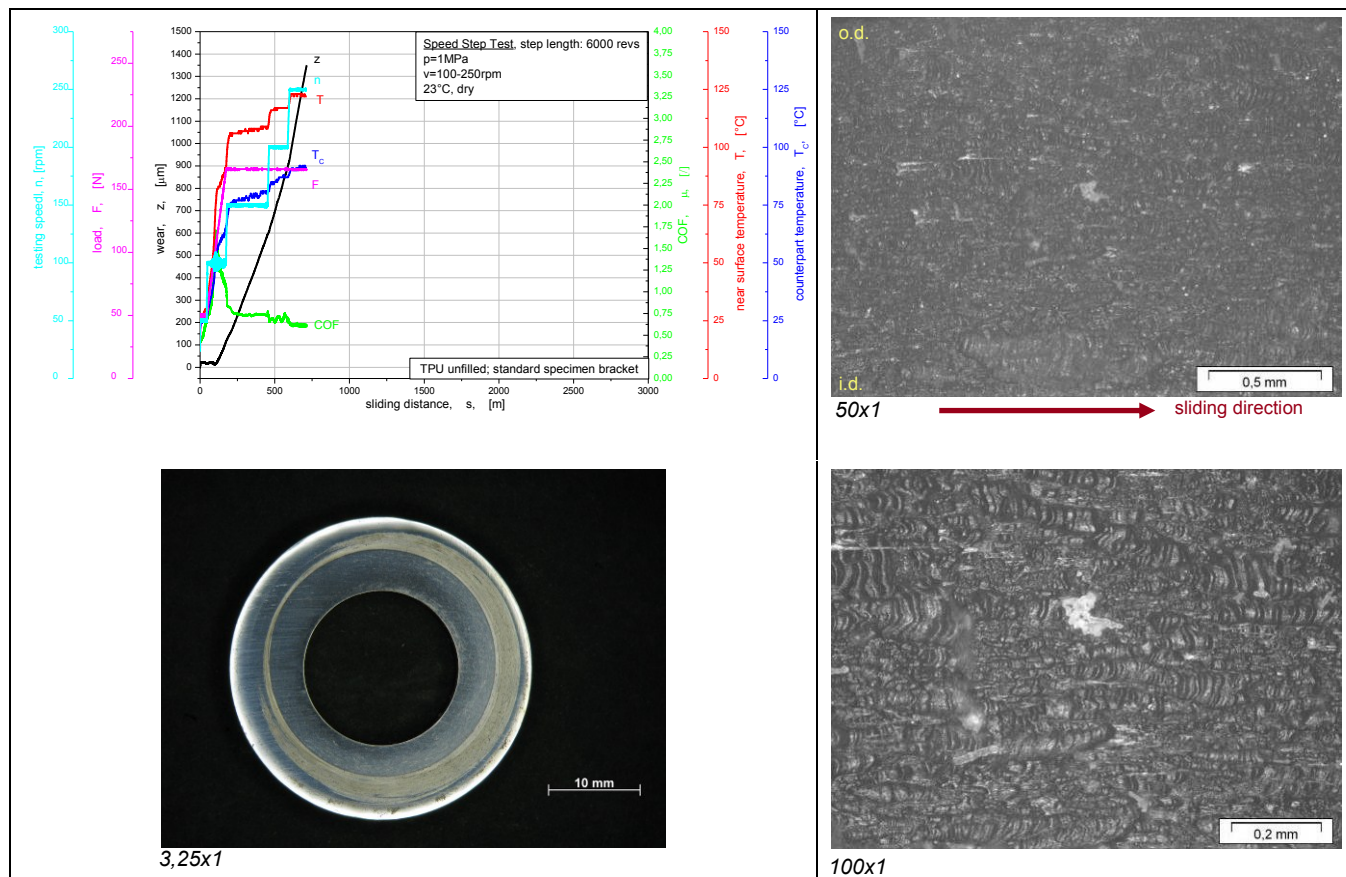 Speed Step Test, step length: 6000 revs
p=1MPa
v=100-250rpm
23°C, dry
z
n
T
T_c
F
COF
TPU unfilled; standard specimen bracket
testing speedl, n, [rpm]
300
250
200
150
100
50
0
load, F, [N]
250
200
150
100
50
0
wear, z, [µm]
1500
1400
1300
1200
1100
1000
900
800
700
600
500
400
300
200
100
0
0 500 1000 1500 2000 2500 3000
sliding distance, s, [m]
COF, µ, [/]
4,00
3,75
3,50
3,25
3,00
2,75
2,50
2,25
2,00
1,75
1,50
1,25
1,00
0,75
0,50
0,25
0,00
near surface temperature, T, [°C]
150
125
100
75
50
25
0
counterpart temperature, T_c, [°C]
150
125
100
75
50
25
0
o.d.
i.d.
0,5 mm
50x1
sliding direction
10 mm
3,25x1
0,2 mm
100x1